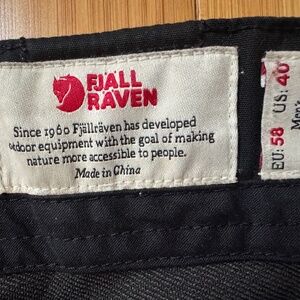 FJÄLL
RÄVEN
Since 1960 Fjällräven has developed
outdoor equipment with the goal of making
nature more accessible to people.
Made in China
EU: 58 US: 40
Men's